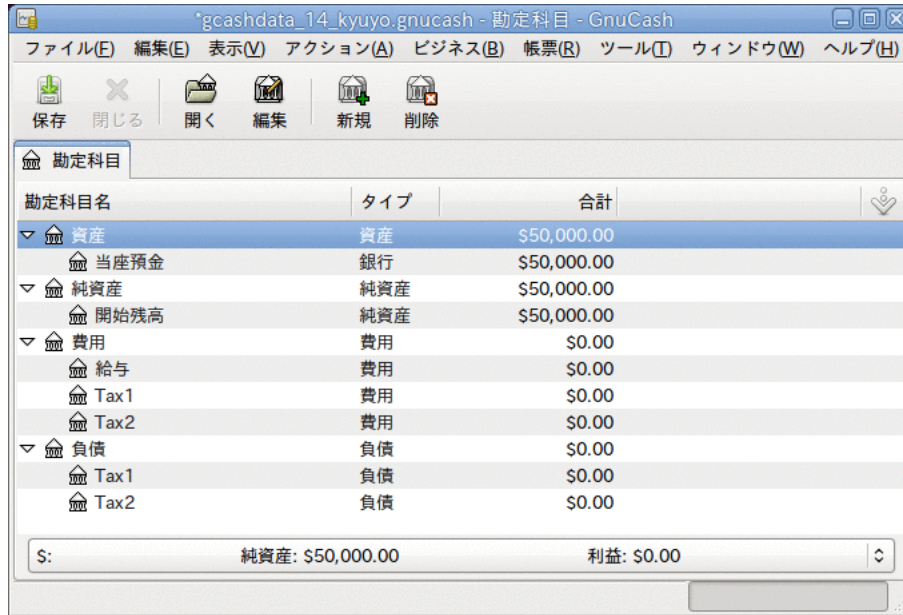 *gcashdata_14_kyuyo.gnucash - 勘定科目 - GnuCash
ファイル(F) 編集(E) 表示(V) アクション(A) ビジネス(B) 帳票(R) ツール(T) ウィンドウ(W) ヘルプ(H)
保存 閉じる 開く 編集 新規 削除
勘定科目
勘定科目名 タイプ 合計
資産 資産 $50,000.00
当座預金 銀行 $50,000.00
純資産 純資産 $50,000.00
開始残高 純資産 $50,000.00
費用 費用 $0.00
給与 費用 $0.00
Tax1 費用 $0.00
Tax2 費用 $0.00
負債 負債 $0.00
Tax1 負債 $0.00
Tax2 負債 $0.00
$: 純資産: $50,000.00 利益: $0.00